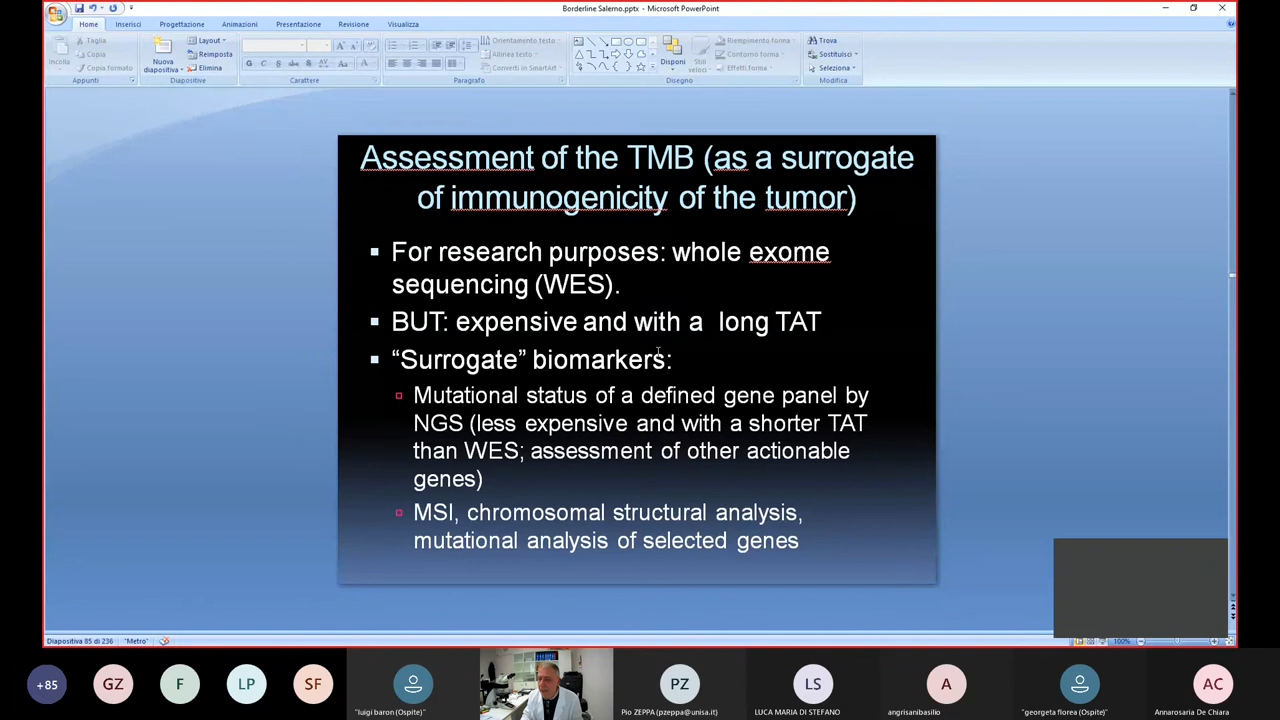 Borderline Salerno.pptx - Microsoft PowerPoint
Home Inserisci Progettazione Animazioni Presentazione Revisione Visualizza
Taglia
Copia
Copia formato
Incolla
Appunti
Nuova
diapositiva
Layout
Reimposta
Elimina
Diapositive
G C S abc S AV Aa A
Carattere
Orientamento testo
Allinea testo
Converti in SmartArt
Paragrafo
Disponi
Stili
veloci
Riempimento forma
Contorno forma
Effetti forma
Disegno
Trova
Sostituisci
Seleziona
Modifica
Assessment of the TMB (as a surrogate
of immunogenicity of the tumor)
For research purposes: whole exome
sequencing (WES).
BUT: expensive and with a long TAT
“Surrogate” biomarkers:
Mutational status of a defined gene panel by
NGS (less expensive and with a shorter TAT
than WES; assessment of other actionable
genes)
MSI, chromosomal structural analysis,
mutational analysis of selected genes
Diapositiva 85 di 236 "Metro" 100%
+85 GZ F LP SF PZ LS A AC
"luigi baron (Ospite)" Pio ZEPPA (pzeppa@unisa.it) LUCA MARIA DI STEFANO angrisanibasilio "georgeta florea (Ospite)" Annarosaria De Chiara